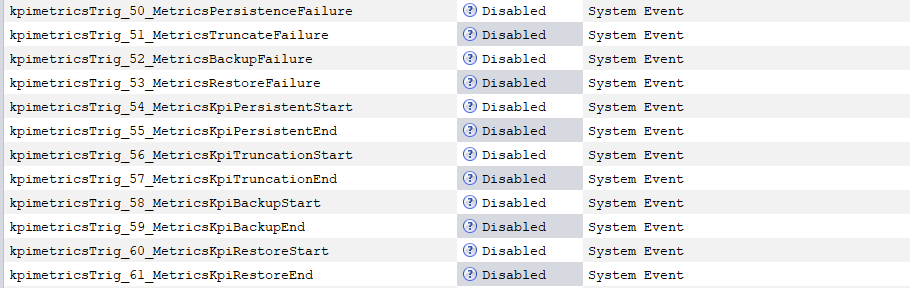 kpimetricsTrig_50_MetricsPersistenceFailure ? Disabled System Event
kpimetricsTrig_51_MetricsTruncateFailure ? Disabled System Event
kpimetricsTrig_52_MetricsBackupFailure ? Disabled System Event
kpimetricsTrig_53_MetricsRestoreFailure ? Disabled System Event
kpimetricsTrig_54_MetricsKpiPersistentStart ? Disabled System Event
kpimetricsTrig_55_MetricsKpiPersistentEnd ? Disabled System Event
kpimetricsTrig_56_MetricsKpiTruncationStart ? Disabled System Event
kpimetricsTrig_57_MetricsKpiTruncationEnd ? Disabled System Event
kpimetricsTrig_58_MetricsKpiBackupStart ? Disabled System Event
kpimetricsTrig_59_MetricsKpiBackupEnd ? Disabled System Event
kpimetricsTrig_60_MetricsKpiRestoreStart ? Disabled System Event
kpimetricsTrig_61_MetricsKpiRestoreEnd ? Disabled System Event